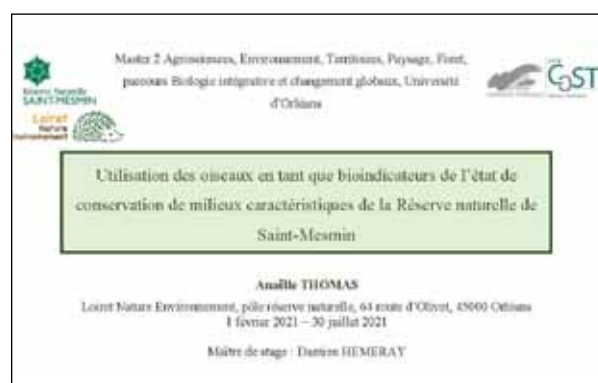 Master 2 Agrosciences, Environnement, Territoires, Paysage, Foret,
parcours Biologie intégrative et changement globaux, Université
d'Orléans
Réserve Naturelle
SAINT-MESMIN
Loiret
Nature
Environnement
CoST
Utilisation des oiseaux en tant que bioindicateurs de l'état de
conservation de milieux caractéristiques de la Réserve naturelle de
Saint-Mesmin
Anaïlle THOMAS
Loiret Nature Environnement, pôle réserve naturelle, 64 route d'Olivet, 45000 Orléans
1 février 2021 – 30 juillet 2021
Maître de stage : Damien HEMERAY